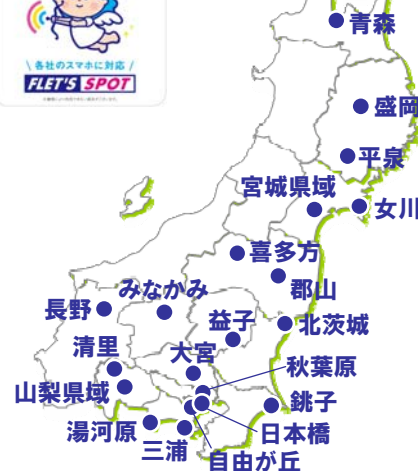 \ 各社のスマホに対応 /
FLET'S SPOT
青森
盛岡
平泉
宮城県域
女川
喜多方
郡山
みなかみ
長野
益子
北茨城
清里
大宮
秋葉原
山梨県域
銚子
湯河原
日本橋
三浦
自由が丘